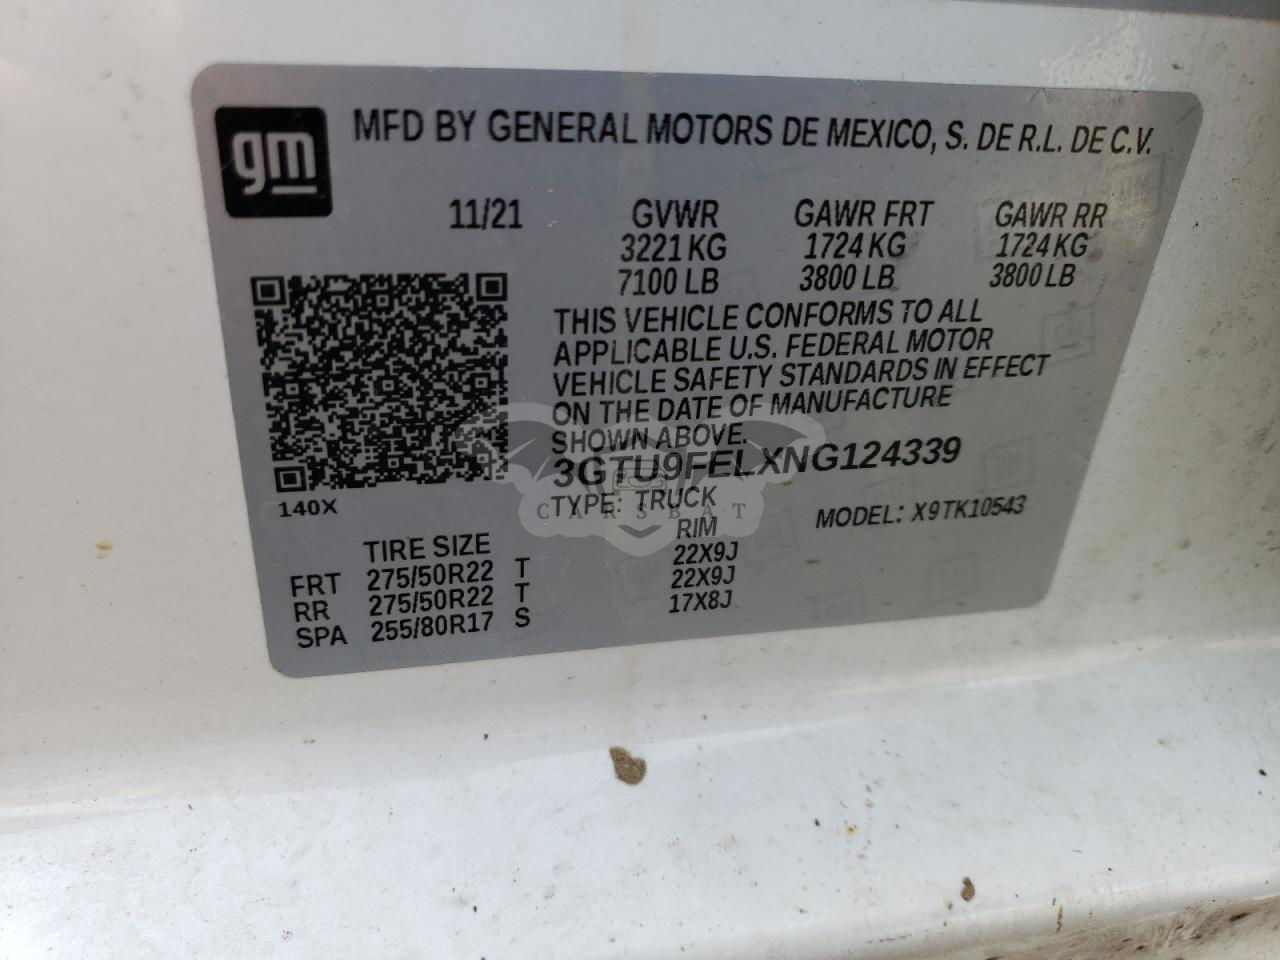 gm
MFD BY GENERAL MOTORS DE MEXICO, S. DE R.L. DE C.V.
11/21 GVWR GAWR FRT GAWR RR
3221 KG 1724 KG 1724 KG
7100 LB 3800 LB 3800 LB
THIS VEHICLE CONFORMS TO ALL
APPLICABLE U.S. FEDERAL MOTOR
VEHICLE SAFETY STANDARDS IN EFFECT
ON THE DATE OF MANUFACTURE
SHOWN ABOVE.
3GTU9FELXNG124339
140X
TYPE: TRUCK MODEL: X9TK10543
CARSBAT
TIRE SIZE RIM
FRT 275/50R22 T 22X9J
RR 275/50R22 T 22X9J
SPA 255/80R17 S 17X8J